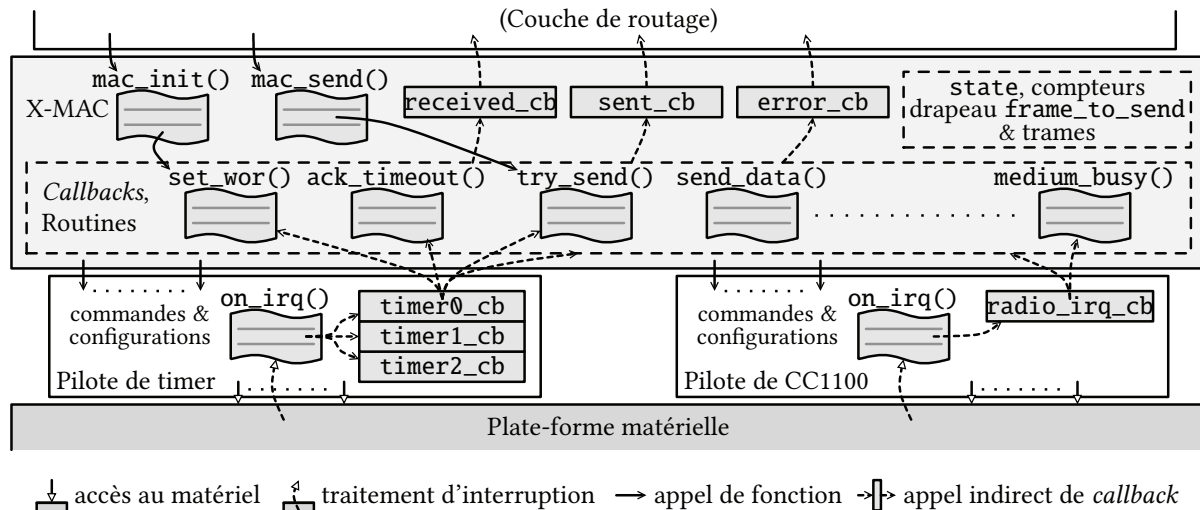 (Couche de routage)
mac_init() mac_send()
X-MAC
received_cb sent_cb error_cb
state, compteurs
drapeau frame_to_send
& trames
Callbacks,
Routines
set_wor() ack_timeout() try_send() send_data() medium_busy()
commandes &
configurations
on_irq()
timer0_cb
timer1_cb
timer2_cb
Pilote de timer
commandes &
configurations
on_irq()
radio_irq_cb
Pilote de CC1100
Plate-forme matérielle
accès au matériel traitement d'interruption appel de fonction appel indirect de callback